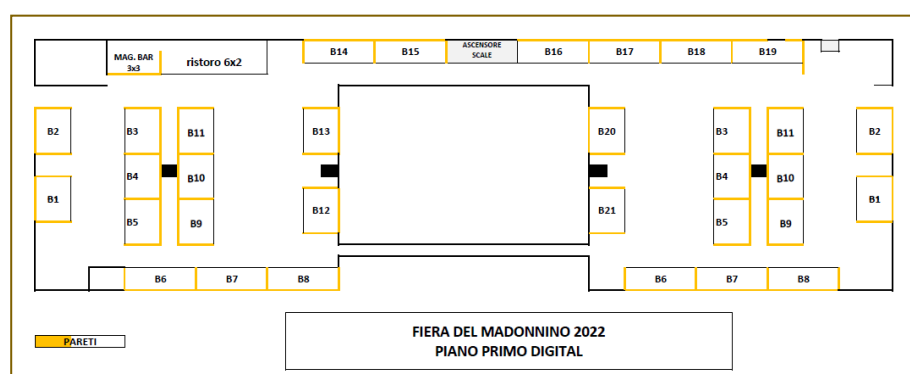 MAG. BAR
3x3
ristoro 6x2
B14
B15
ASCENSORE
SCALE
B16
B17
B18
B19
B2
B3
B11
B13
B20
B3
B11
B2
B4
B10
B4
B10
B1
B5
B9
B12
B21
B5
B9
B1
B6
B7
B8
B6
B7
B8
PARETI
FIERA DEL MADONNINO 2022
PIANO PRIMO DIGITAL